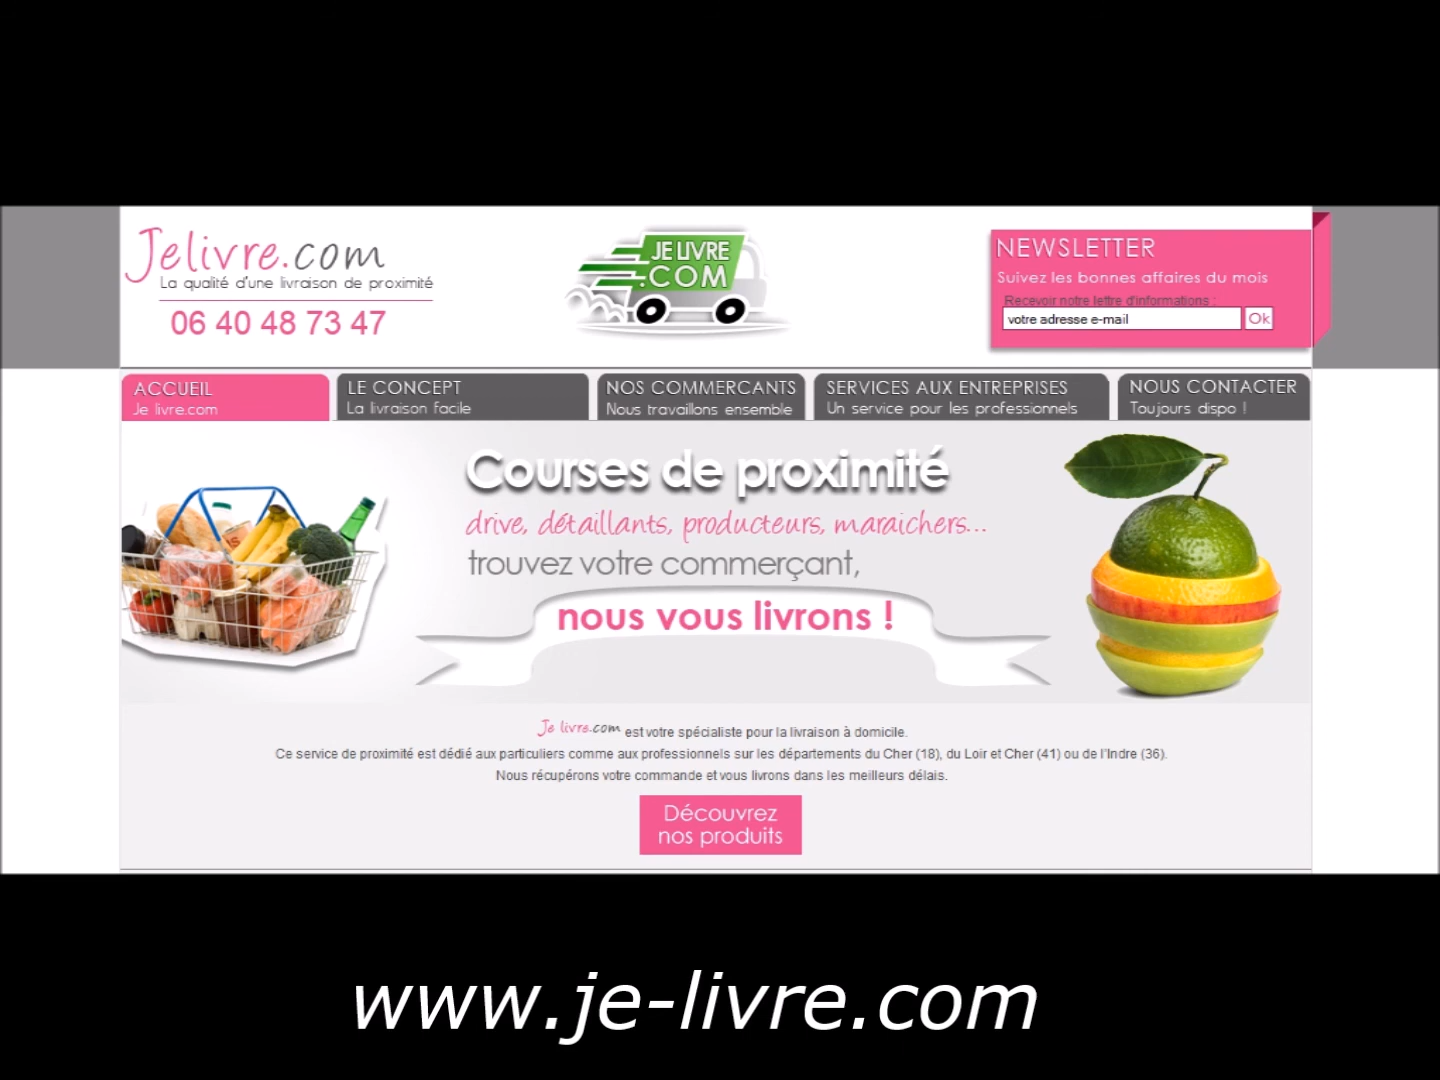 Jelivre.com
La qualité d'une livraison de proximité
06 40 48 73 47
JE LIVRE
.COM
NEWSLETTER
Suivez les bonnes affaires du mois
Recevoir notre lettre d'informations :
votre adresse e-mail Ok
ACCUEIL
Je livre.com
LE CONCEPT
La livraison facile
NOS COMMERCANTS
Nous travaillons ensemble
SERVICES AUX ENTREPRISES
Un service pour les professionnels
NOUS CONTACTER
Toujours dispo !
Courses de proximité
drive, détaillants, producteurs, maraichers...
trouvez votre commerçant,
nous vous livrons !
Je livre.com est votre spécialiste pour la livraison à domicile.
Ce service de proximité est dédié aux particuliers comme aux professionnels sur les départements du Cher (18), du Loir et Cher (41) ou de l'Indre (36).
Nous récupérons votre commande et vous livrons dans les meilleurs délais.
Découvrez
nos produits
www.je-livre.com